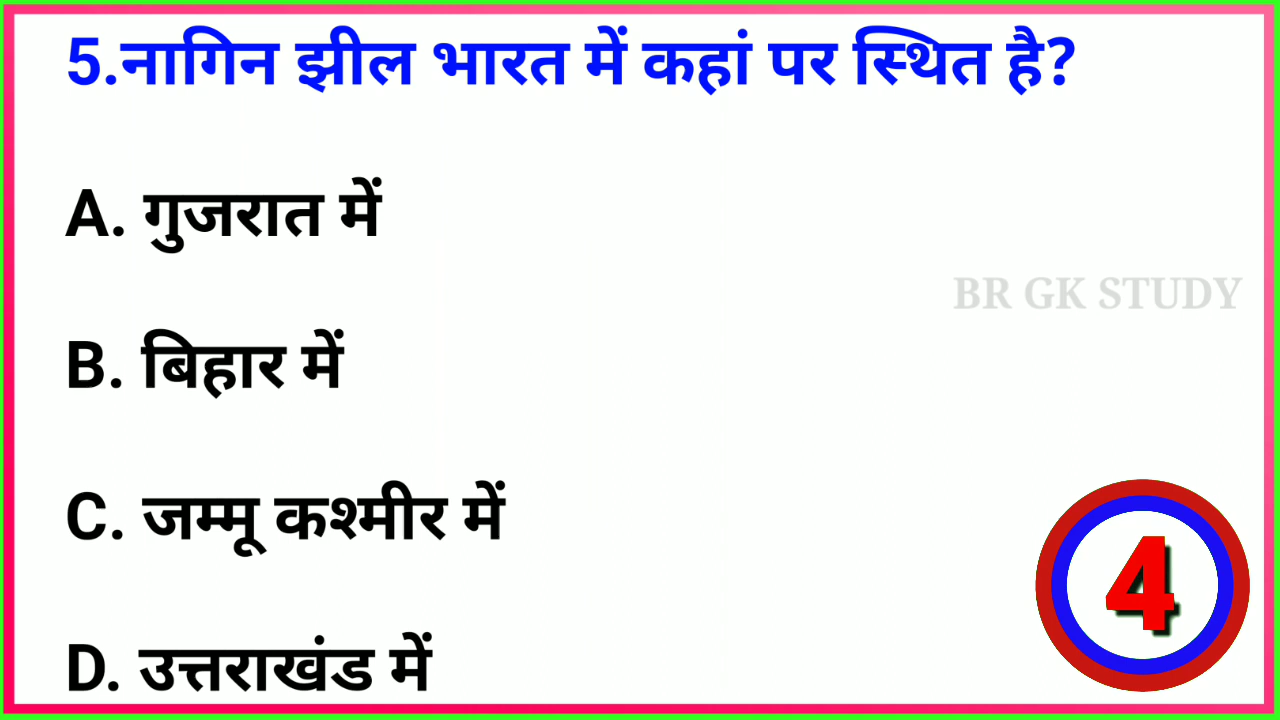 5.नागिन झील भारत में कहां पर स्थित है?
A. गुजरात में
BR GK STUDY
B. बिहार में
C. जम्मू कश्मीर में
4
D. उत्तराखंड में